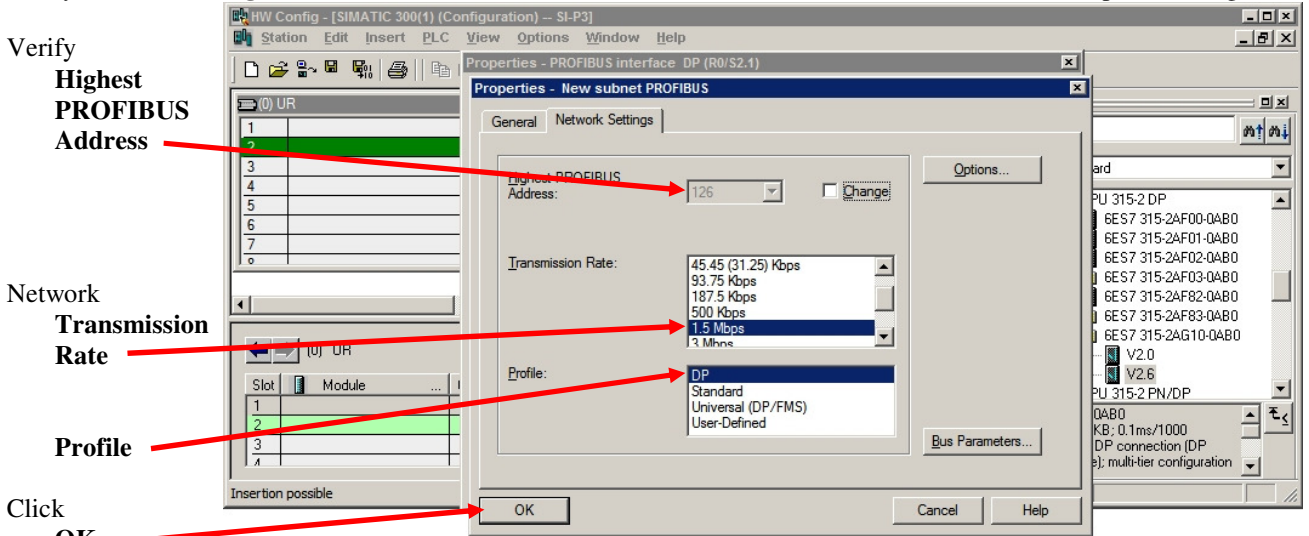 HW Config - [SIMATIC 300(1) (Configuration) -- SI-P3]
Station Edit Insert PLC View Options Window Help
Verify
Highest
PROFIBUS
Address
Properties - PROFIBUS interface DP (R0/S2.1)
Properties - New subnet PROFIBUS
General Network Settings
(0) UR
1
2
3
4
5
6
7
Highest PROFIBUS
Address:
126
Change
Options...
Transmission Rate:
45.45 (31.25) Kbps
93.75 Kbps
187.5 Kbps
500 Kbps
1.5 Mbps
3 Mbps
Profile:
DP
Standard
Universal (DP/FMS)
User-Defined
Bus Parameters...
OK
Cancel
Help
Network
Transmission
Rate
(0) UR
Slot Module ...
1
2
3
4
Profile
Insertion possible
Click
OK
ard
PU 315-2 DP
6ES7 315-2AF00-0AB0
6ES7 315-2AF01-0AB0
6ES7 315-2AF02-0AB0
6ES7 315-2AF03-0AB0
6ES7 315-2AF82-0AB0
6ES7 315-2AF83-0AB0
6ES7 315-2AG10-0AB0
V2.0
V2.6
PU 315-2 PN/DP
0AB0
KB; 0.1ms/1000
DP connection (DP
e); multi-tier configuration